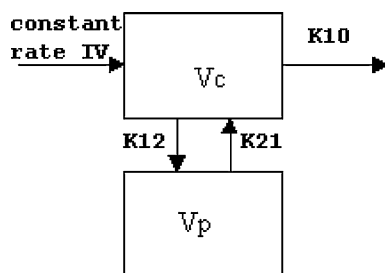 constant
rate IV
K10
Vc
K12
K21
Vp